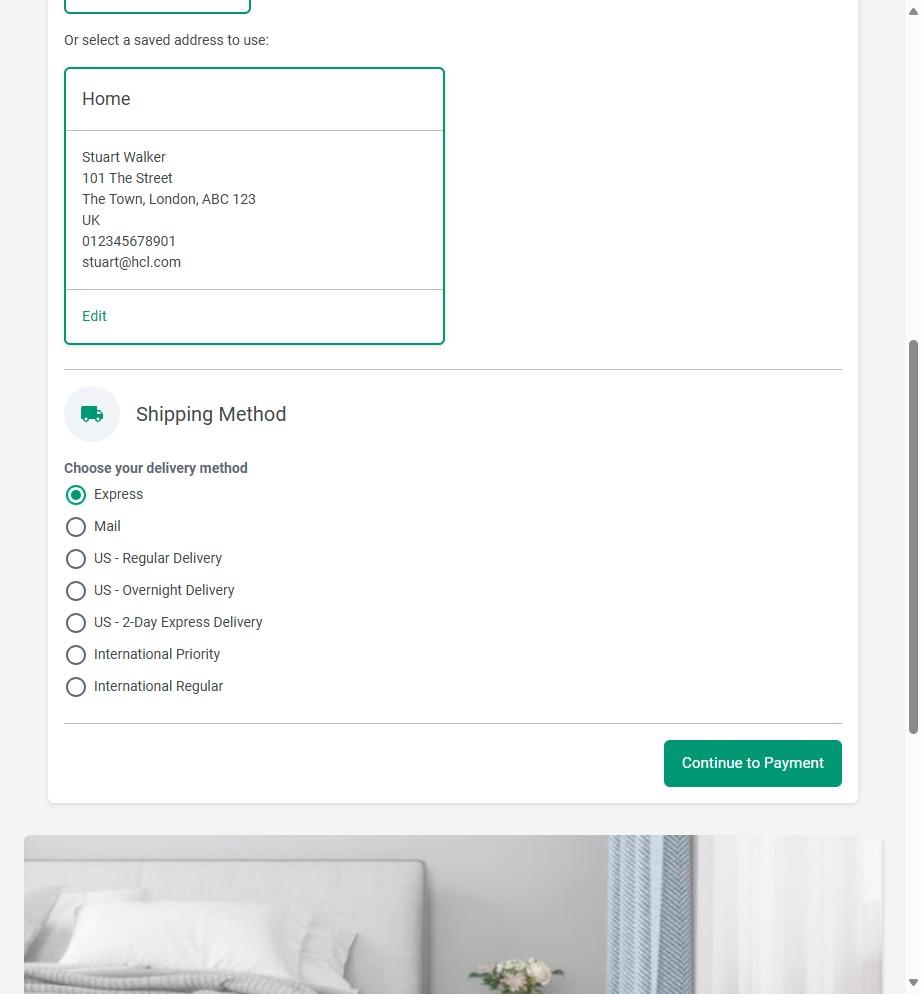 Or select a saved address to use:
Home
Stuart Walker
101 The Street
The Town, London, ABC 123
UK
012345678901
stuart@hcl.com
Edit
Shipping Method
Choose your delivery method
Express
Mail
US - Regular Delivery
US - Overnight Delivery
US - 2-Day Express Delivery
International Priority
International Regular
Continue to Payment